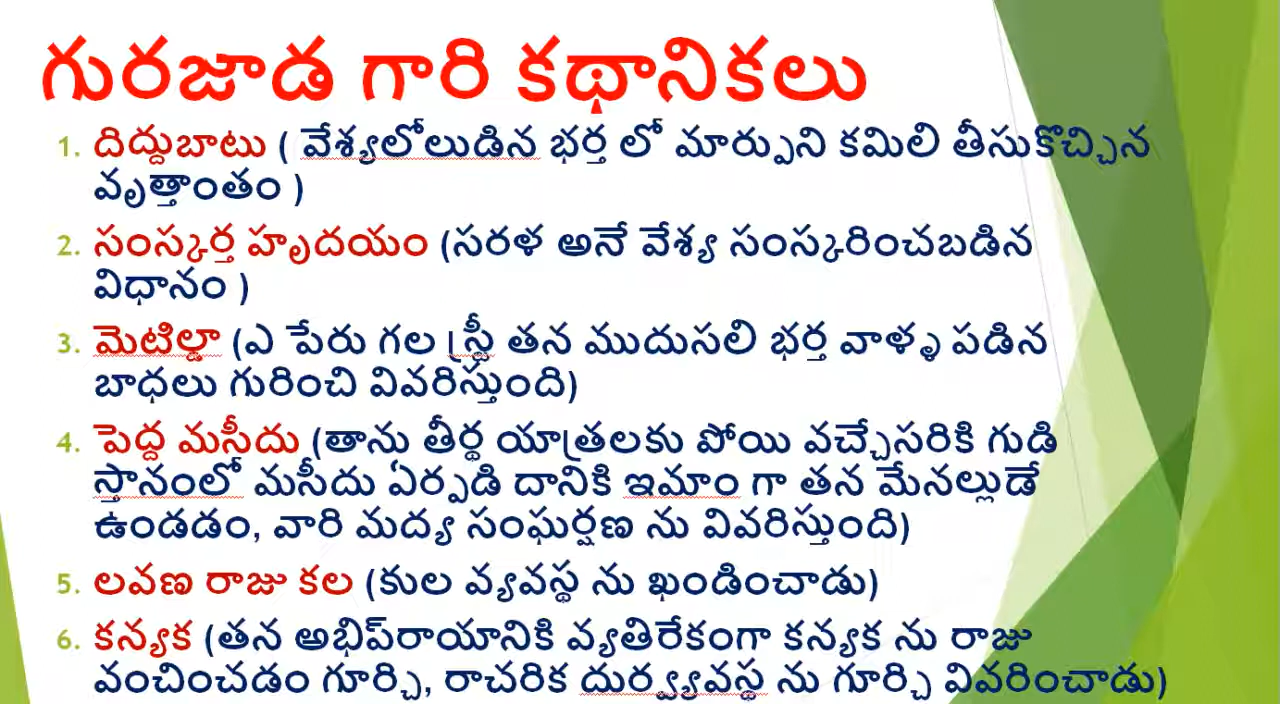 గురజాడ గారి కథానికలు
1. దిద్దుబాటు ( వేశ్యలోలుడిన భర్త లో మార్పుని కమిలి తీసుకొచ్చిన
వృత్తాంతం )
2. సంస్కర్త హృదయం (సరళ అనే వేశ్య సంస్కరించబడిన
విధానం )
3. మెటిల్డా (ఎ పేరు గల స్త్రీ తన ముదుసలి భర్త వాళ్ళ పడిన
బాధలు గురించి వివరిస్తుంది)
4. పెద్ద మసీదు (తాను తీర్థ యాత్రలకు పోయి వచ్చేసరికి గుడి
స్తానంలో మసీదు ఏర్పడి దానికి ఇమాం గా తన మేనల్లుడే
ఉండడం, వారి మద్య సంఘర్షణ ను వివరిస్తుంది)
5. లవణ రాజు కల (కుల వ్యవస్థ ను ఖండించాడు)
6. కన్యక (తన అభిప్‌రాయానికి వ్యతిరేకంగా కన్యక ను రాజు
వంచించడం గూర్చి, రాచరిక దుర్వ్యవస్థ ను గూర్చి వివరించాడు)